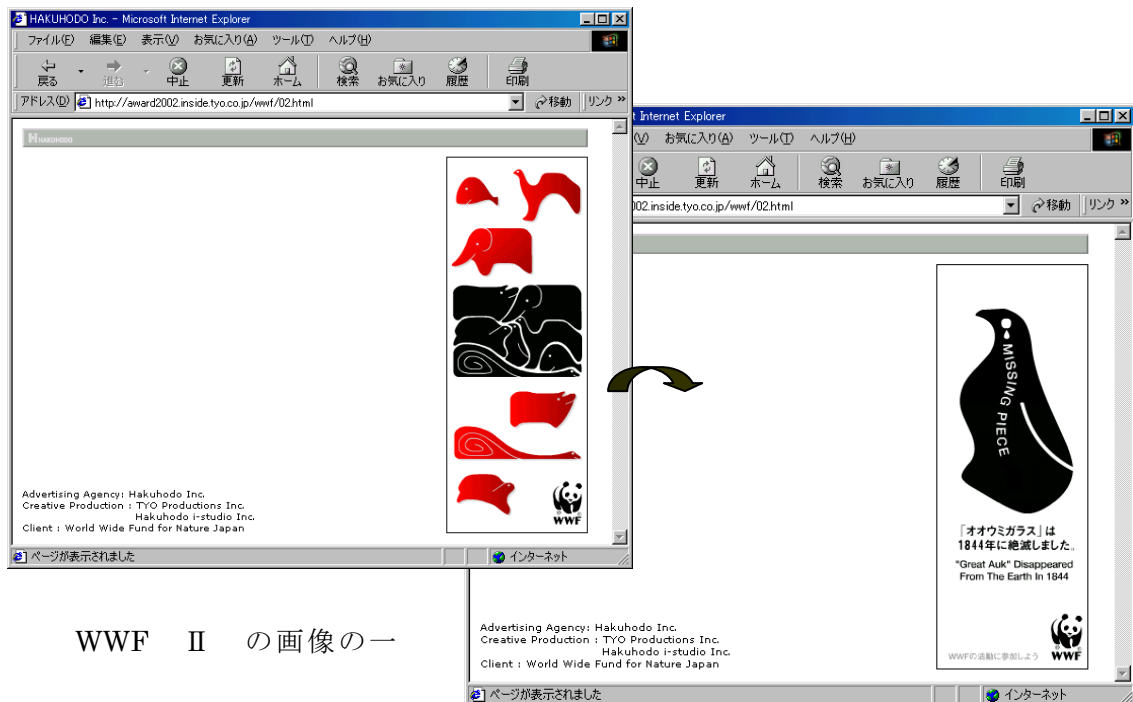 HAKUHODO Inc. - Microsoft Internet Explorer
ファイル(F) 編集(E) 表示(V) お気に入り(A) ツール(T) ヘルプ(H)
戻る 進む 中止 更新 ホーム 検索 お気に入り 履歴 印刷
アドレス(D) http://award2002.inside.tyo.co.jp/wwf/02.html 移動 リンク »
HAKUHODO
WWF
Advertising Agency: Hakuhodo Inc.
Creative Production : TYO Productions Inc.
Hakuhodo i-studio Inc.
Client : World Wide Fund for Nature Japan
ページが表示されました インターネット
t Internet Explorer
(V) お気に入り(A) ツール(T) ヘルプ(H)
中止 更新 ホーム 検索 お気に入り 履歴 印刷
002.inside.tyo.co.jp/wwf/02.html 移動 リンク »
MISSING PIECE
「オオウミガラス」は
1844年に絶滅しました。
"Great Auk" Disappeared
From The Earth In 1844
WWFの活動に参加しよう WWF
Advertising Agency: Hakuhodo Inc.
Creative Production : TYO Productions Inc.
Hakuhodo i-studio Inc.
Client : World Wide Fund for Nature Japan
ページが表示されました インターネット
WWF Ⅱ の画像の一